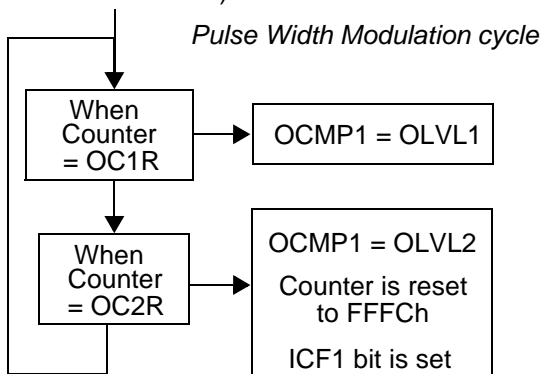 Pulse Width Modulation cycle
When
Counter
= OC1R
OCMP1 = OLVL1
When
Counter
= OC2R
OCMP1 = OLVL2
Counter is reset
to FFFCh
ICF1 bit is set